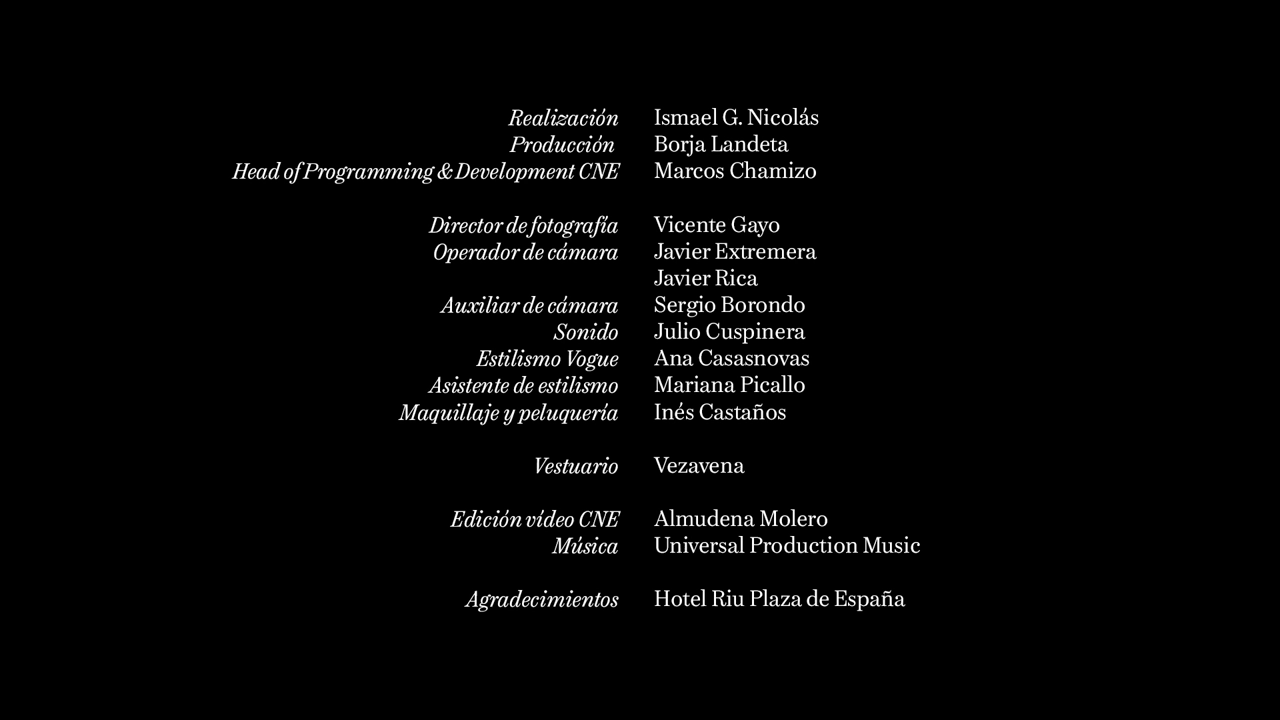 Realización Ismael G. Nicolás
Producción Borja Landeta
Head of Programming & Development CNE Marcos Chamizo
Director de fotografía Vicente Gayo
Operador de cámara Javier Extremera
Javier Rica
Auxiliar de cámara Sergio Borondo
Sonido Julio Cuspinera
Estilismo Vogue Ana Casasnovas
Asistente de estilismo Mariana Picallo
Maquillaje y peluquería Inés Castaños
Vestuario Vezavena
Edición vídeo CNE Almudena Molero
Música Universal Production Music
Agradecimientos Hotel Riu Plaza de España